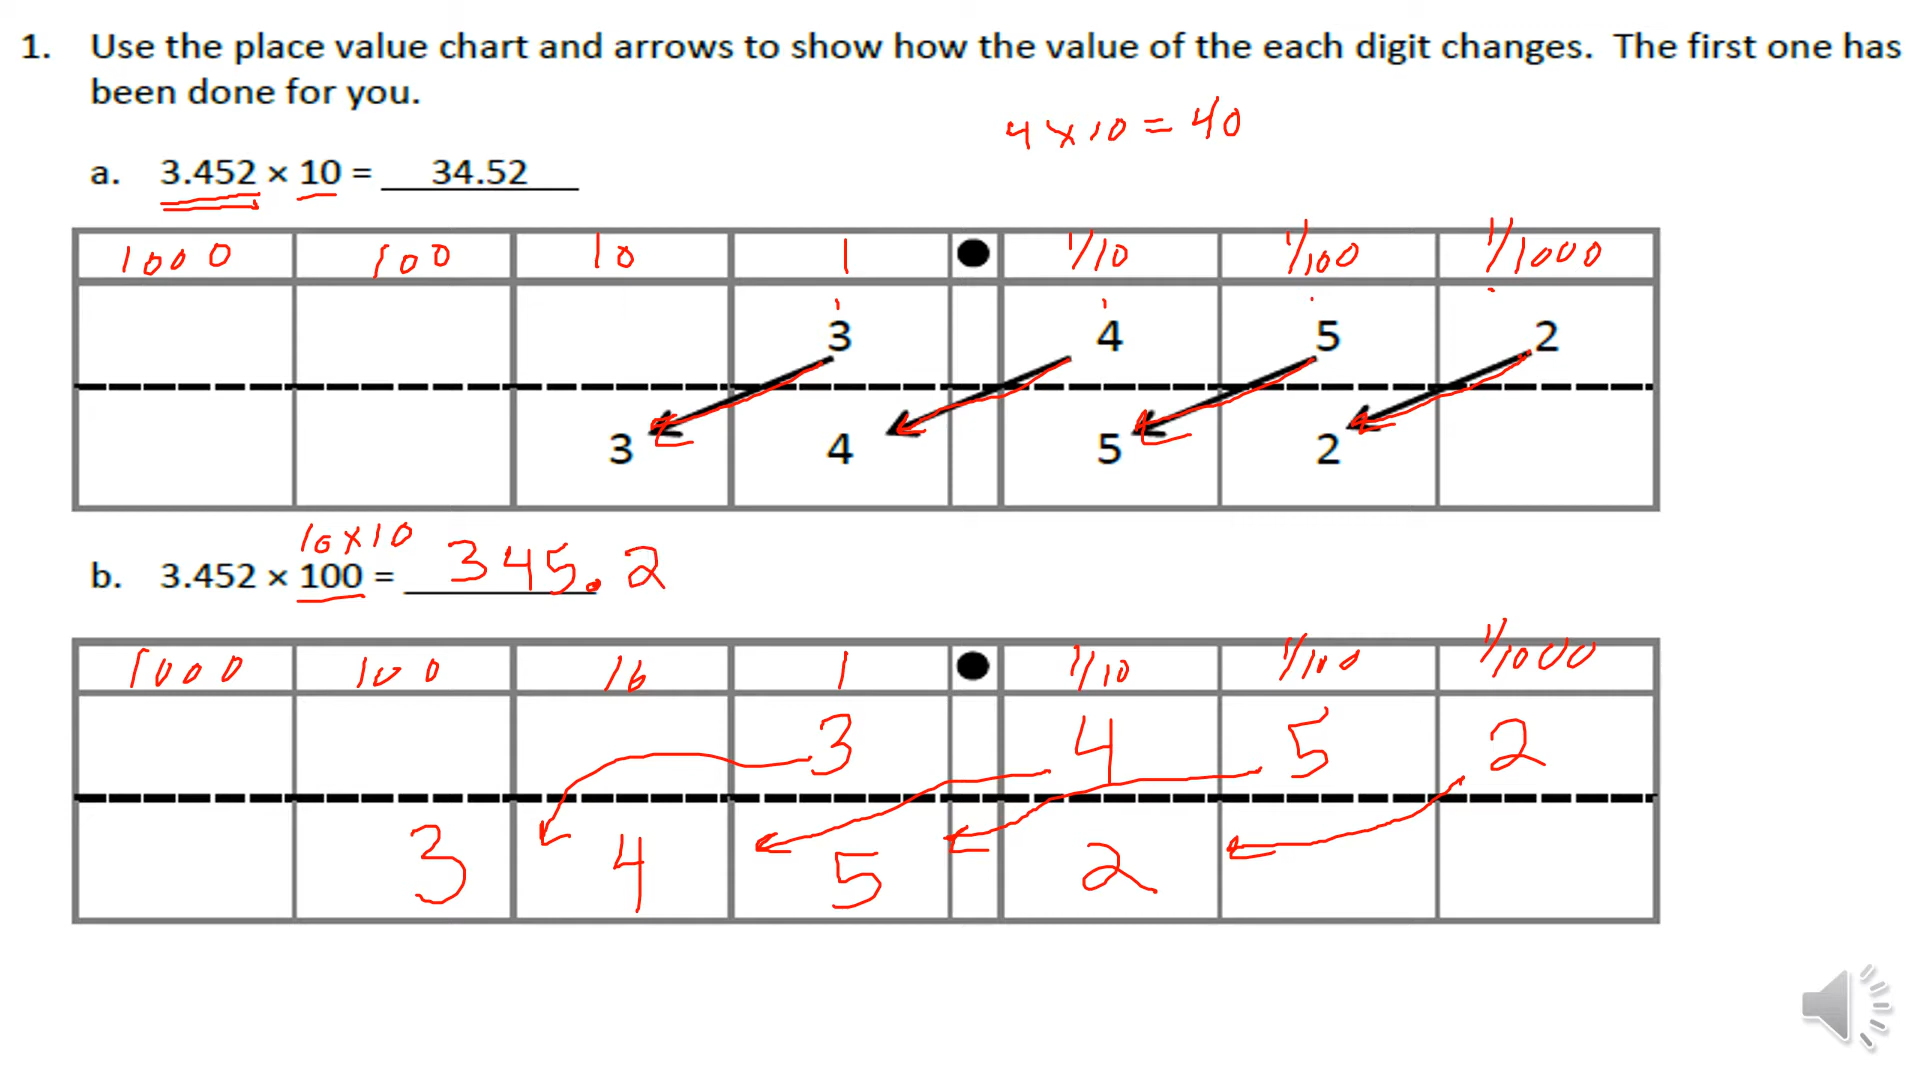 1. Use the place value chart and arrows to show how the value of the each digit changes. The first one has
been done for you.
4 x 10 = 40
a. 3.452 × 10 = 34.52
1000 100 10 1 1/10 1/100 1/1000
3 4 5 2
3 4 5 2
10 x 10
b. 3.452 × 100 = 345.2
1000 100 10 1 1/10 1/100 1/1000
3 4 5 2
3 4 5 2